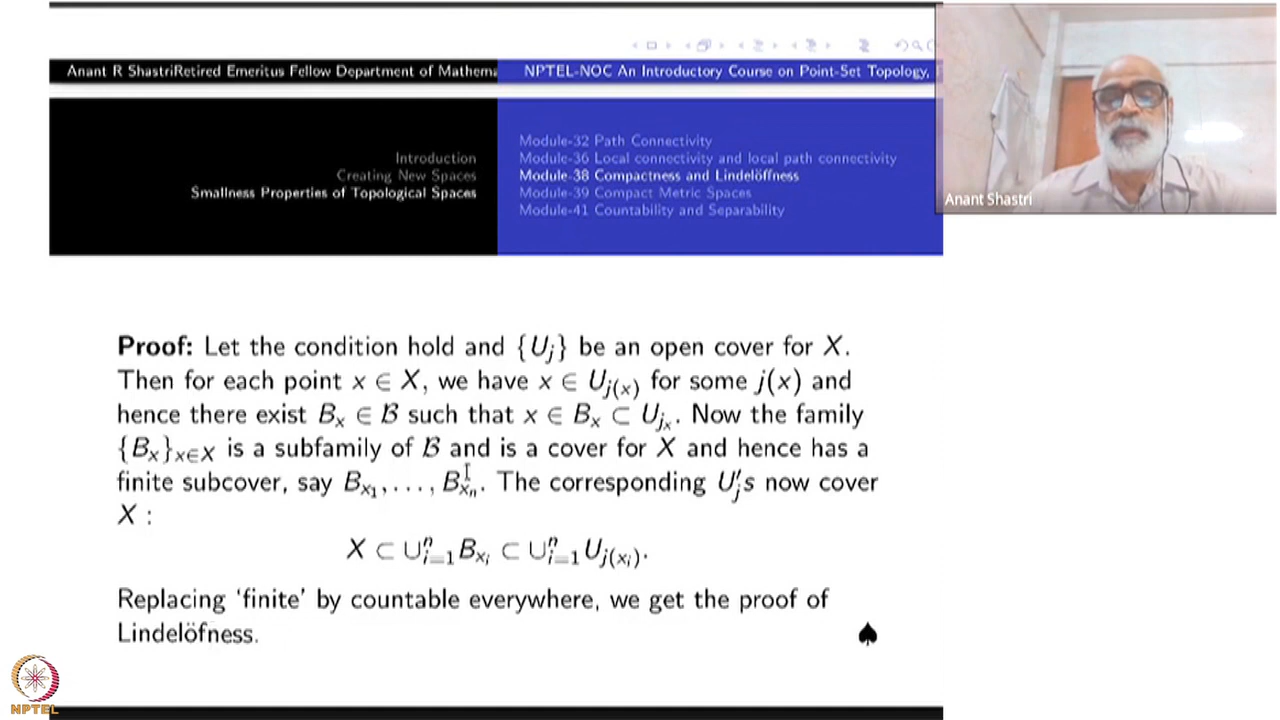 Anant R ShastriRetired Emeritus Fellow Department of Mathema
NPTEL-NOC An Introductory Course on Point-Set Topology,
Introduction
Creating New Spaces
Smallness Properties of Topological Spaces
Module-32 Path Connectivity
Module-36 Local connectivity and local path connectivity
Module-38 Compactness and Lindelöffness
Module-39 Compact Metric Spaces
Module-41 Countability and Separability
Anant Shastri
Proof: Let the condition hold and {U_j} be an open cover for X.
Then for each point x ∈ X, we have x ∈ U_{j(x)} for some j(x) and
hence there exist B_x ∈ ℬ such that x ∈ B_x ⊂ U_{j_x}. Now the family
{B_x}_{x∈X} is a subfamily of ℬ and is a cover for X and hence has a
finite subcover, say B_{x_1}, . . . , B_{x_n}. The corresponding U_j's now cover
X :
X ⊂ ∪_{i=1}^n B_{x_i} ⊂ ∪_{i=1}^n U_{j(x_i)}.
Replacing 'finite' by countable everywhere, we get the proof of
Lindelöfness. ♠
NPTEL